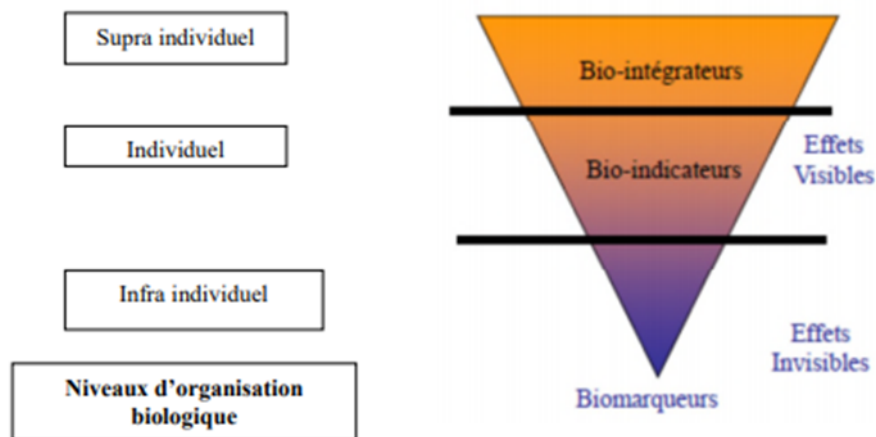 Supra individuel
Individuel
Infra individuel
Niveaux d'organisation
biologique
Bio-intégrateurs
Bio-indicateurs
Effets
Visibles
Effets
Invisibles
Biomarqueurs